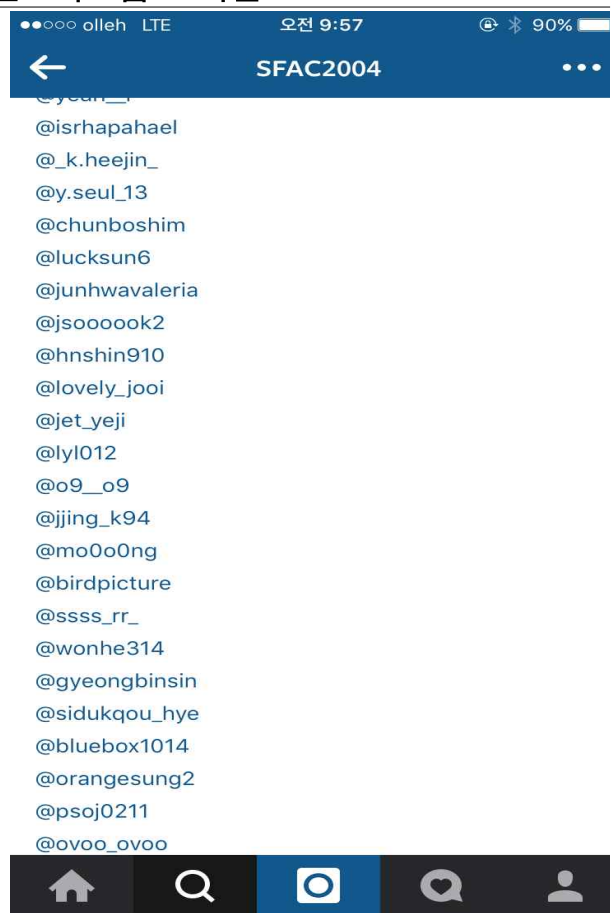 olleh LTE 오전 9:57 90%
SFAC2004
@isrhapahael
@_k.heejin_
@y.seul_13
@chunboshim
@lucksun6
@junhwavaleria
@jsoooook2
@hnshin910
@lovely_jooi
@jet_yeji
@lyl012
@o9__o9
@jjing_k94
@mo0o0ng
@birdpicture
@ssss_rr_
@wonhe314
@gyeongbinsin
@sidukqou_hye
@bluebox1014
@orangesung2
@psoj0211
@ovoo_ovoo